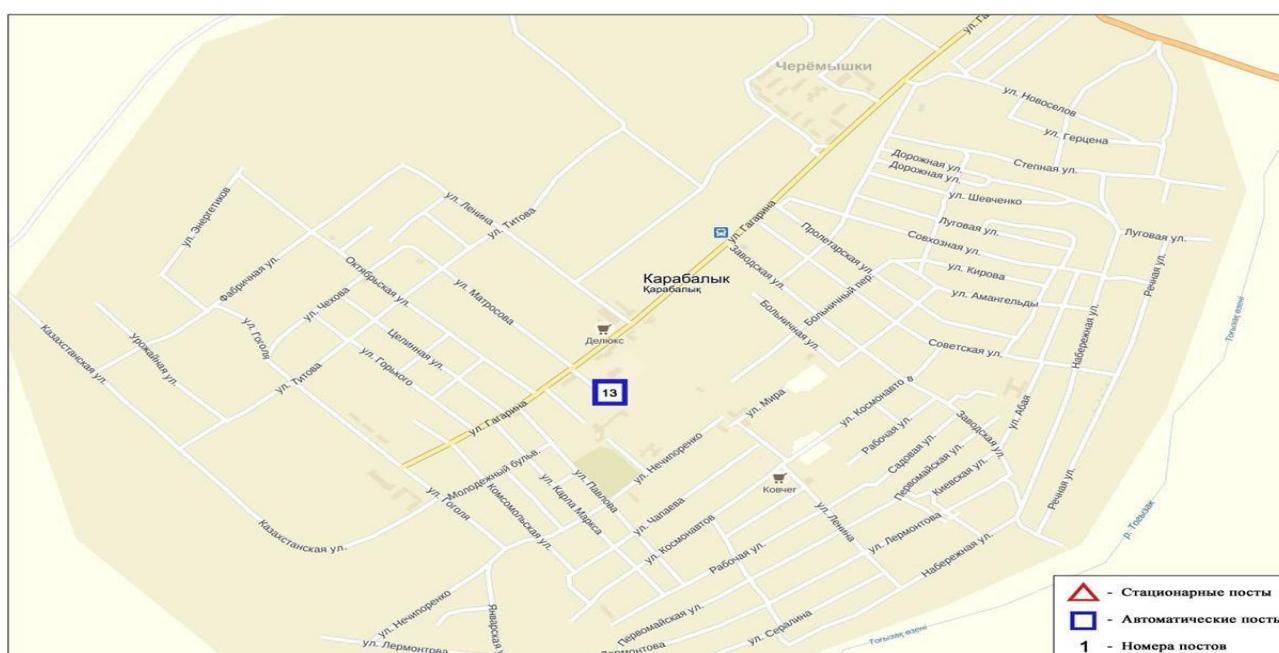 ул. Га
Черёмышки
ул. Новоселов
ул. Герцена
Дорожная ул.
Степная ул.
Дорожная ул.
ул. Шевченко
ул. Энергетиков
ул. Ленина
ул. Титова
ул. Гагарина
Пролетарская ул.
Луговая ул.
Луговая ул.
Совхозная ул.
Заводская ул.
Фабричная ул.
Октябрьская ул.
ул. Кирова
Речная ул.
Карабалык
Қарабалық
Больничный пер.
ул. Амангельды
ул. Чехова
ул. Матросова
Больничная ул.
Набережная ул.
Тоғызақ өзені
Казахстанская ул.
Урожайная ул.
ул. Гоголя
Целинная ул.
Делюкс
Советская ул.
ул. Горького
ул. Титова
13
ул. Гагарина
ул. Мира
ул. Космонавто в
ул. Абая
Рабочая ул.
Заводская ул.
Садовая ул.
Молодежный бульв.
ул. Нечипоренко
Первомайская ул.
Киевская ул.
ул. Гоголя
Комсомольская ул.
ул. Карла Маркса
ул. Павлова
Ковчег
Речная ул.
ул. Чапаева
ул. Ленина
р. Тогызак
Казахстанская ул.
ул. Космонавтов
ул. Лермонтова
Рабочая ул.
Набережная ул.
ул. Нечипоренко
Январская у
Первомайская ул.
ул. Сералина
Тоғызақ өзені
ул. Лермонтова
Лермонтова
- Стационарные посты
- Автоматические посты
1 - Номера постов